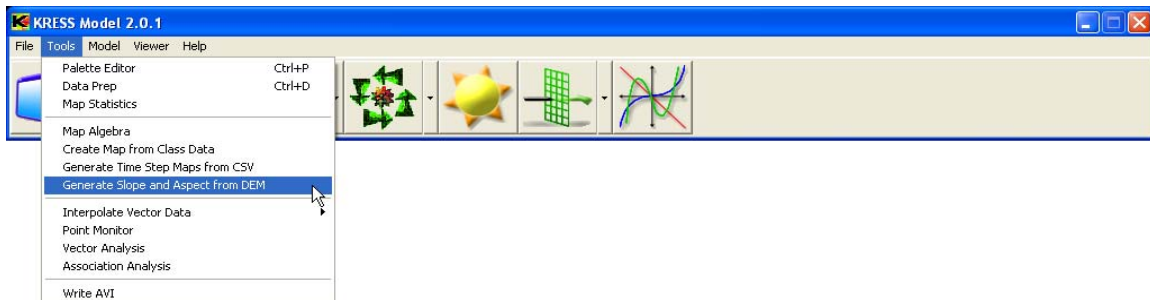 KRESS Model 2.0.1
File Tools Model Viewer Help
Palette Editor Ctrl+P
Data Prep Ctrl+D
Map Statistics
Map Algebra
Create Map from Class Data
Generate Time Step Maps from CSV
Generate Slope and Aspect from DEM
Interpolate Vector Data
Point Monitor
Vector Analysis
Association Analysis
Write AVI